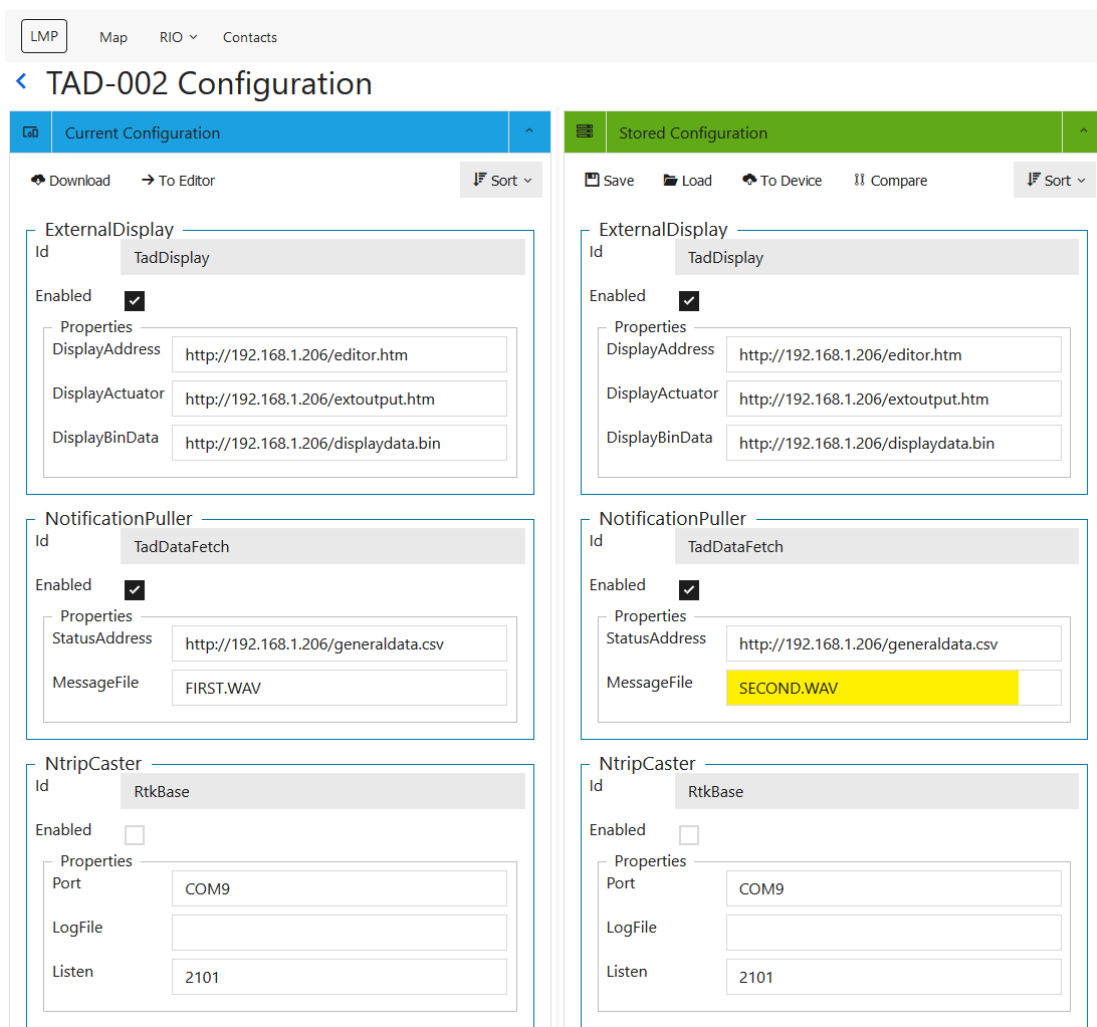 LMP Map RIO Contacts
TAD-002 Configuration
Current Configuration
Download To Editor Sort
ExternalDisplay
Id TadDisplay
Enabled
Properties
DisplayAddress http://192.168.1.206/editor.htm
DisplayActuator http://192.168.1.206/extoutput.htm
DisplayBinData http://192.168.1.206/displaydata.bin
NotificationPuller
Id TadDataFetch
Enabled
Properties
StatusAddress http://192.168.1.206/generaldata.csv
MessageFile FIRST.WAV
NtripCaster
Id RtkBase
Enabled
Properties
Port COM9
LogFile
Listen 2101
Stored Configuration
Save Load To Device Compare Sort
ExternalDisplay
Id TadDisplay
Enabled
Properties
DisplayAddress http://192.168.1.206/editor.htm
DisplayActuator http://192.168.1.206/extoutput.htm
DisplayBinData http://192.168.1.206/displaydata.bin
NotificationPuller
Id TadDataFetch
Enabled
Properties
StatusAddress http://192.168.1.206/generaldata.csv
MessageFile SECOND.WAV
NtripCaster
Id RtkBase
Enabled
Properties
Port COM9
LogFile
Listen 2101